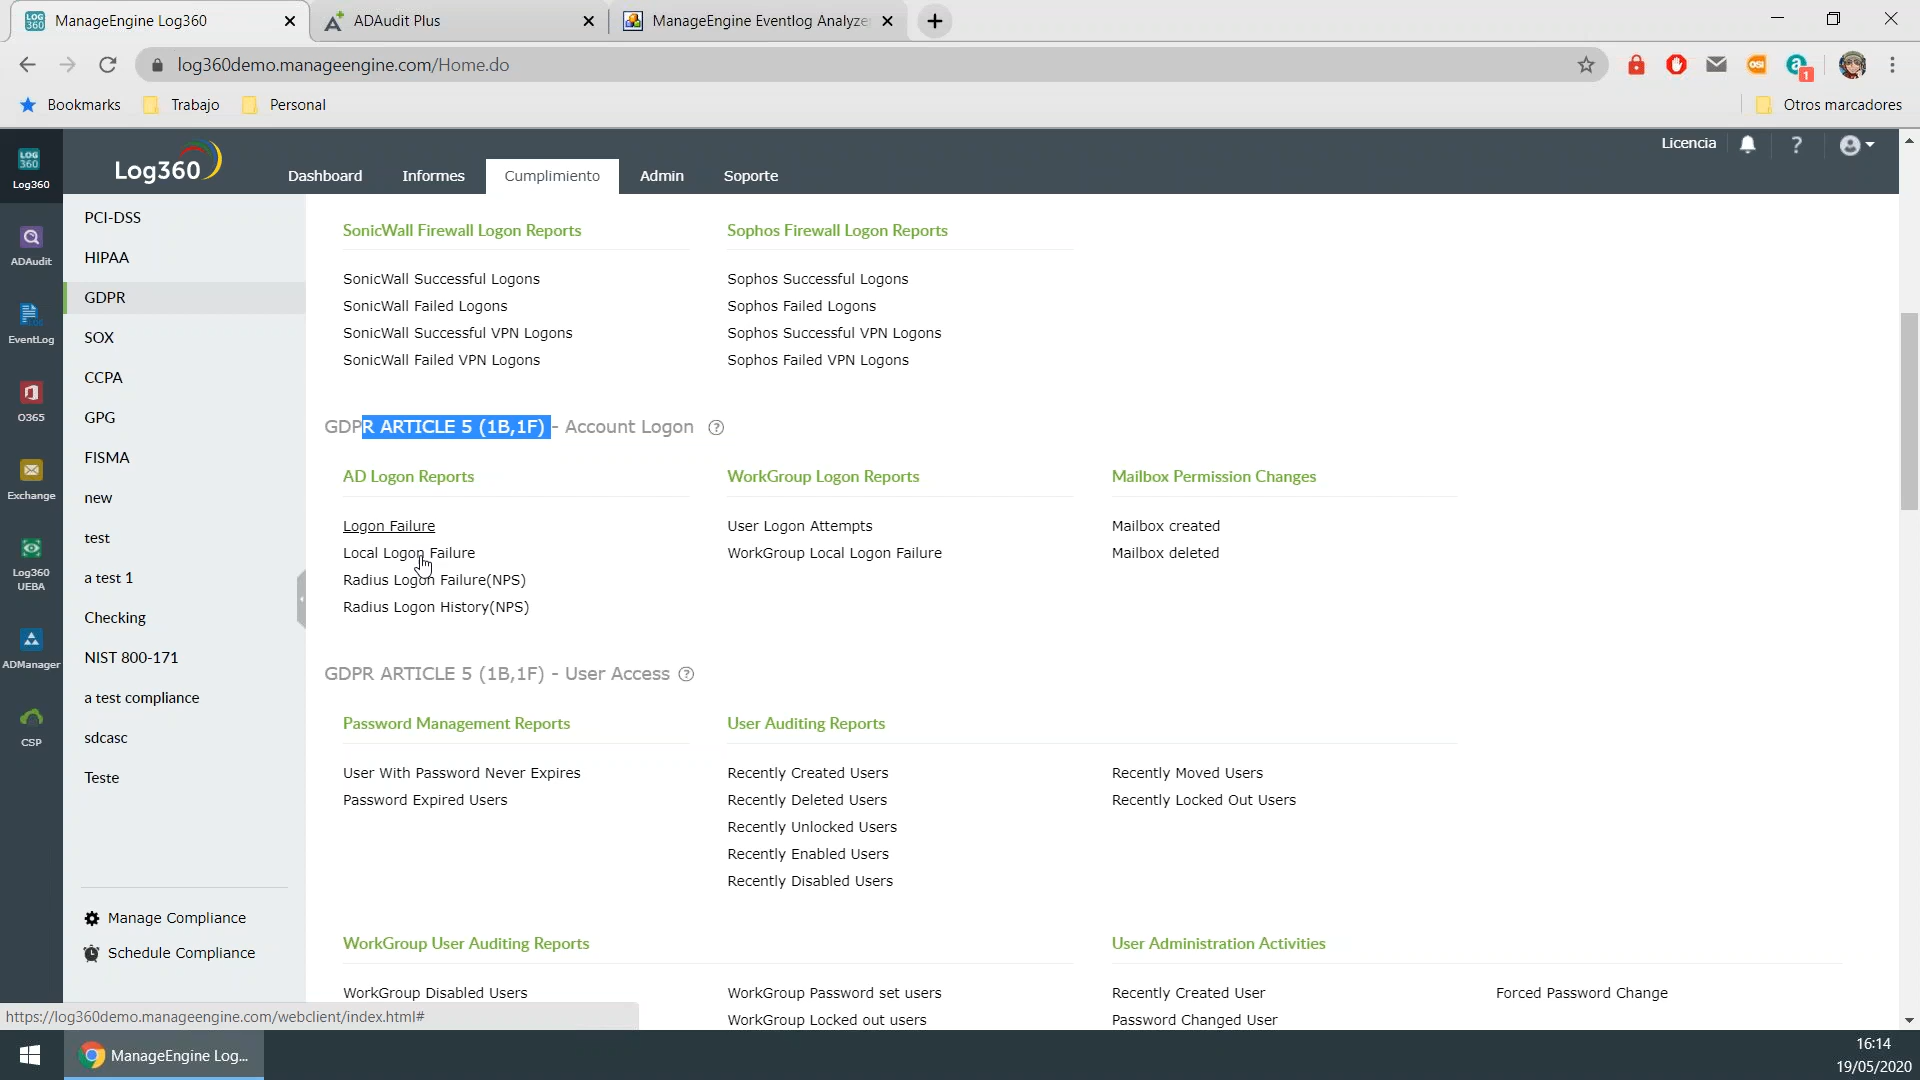 ManageEngine Log360
ADAudit Plus
ManageEngine Eventlog Analyze
log360demo.manageengine.com/Home.do
1
Bookmarks
Trabajo
Personal
Otros marcadores
LOG 360
Log360
ADAudit
EventLog
O365
Exchange
Log360 UEBA
ADManager
CSP
Log360
Dashboard
Informes
Cumplimiento
Admin
Soporte
Licencia
PCI-DSS
HIPAA
GDPR
SOX
CCPA
GPG
FISMA
new
test
a test 1
Checking
NIST 800-171
a test compliance
sdcasc
Teste
Manage Compliance
Schedule Compliance
SonicWall Firewall Logon Reports
SonicWall Successful Logons
SonicWall Failed Logons
SonicWall Successful VPN Logons
SonicWall Failed VPN Logons
Sophos Firewall Logon Reports
Sophos Successful Logons
Sophos Failed Logons
Sophos Successful VPN Logons
Sophos Failed VPN Logons
GDPR ARTICLE 5 (1B,1F) - Account Logon
AD Logon Reports
Logon Failure
Local Logon Failure
Radius Logon Failure(NPS)
Radius Logon History(NPS)
WorkGroup Logon Reports
User Logon Attempts
WorkGroup Local Logon Failure
Mailbox Permission Changes
Mailbox created
Mailbox deleted
GDPR ARTICLE 5 (1B,1F) - User Access
Password Management Reports
User With Password Never Expires
Password Expired Users
User Auditing Reports
Recently Created Users
Recently Deleted Users
Recently Unlocked Users
Recently Enabled Users
Recently Disabled Users
Recently Moved Users
Recently Locked Out Users
WorkGroup User Auditing Reports
WorkGroup Disabled Users
WorkGroup Password set users
WorkGroup Locked out users
User Administration Activities
Recently Created User
Password Changed User
Forced Password Change
https://log360demo.manageengine.com/webclient/index.html#
ManageEngine Log...
16:14
19/05/2020